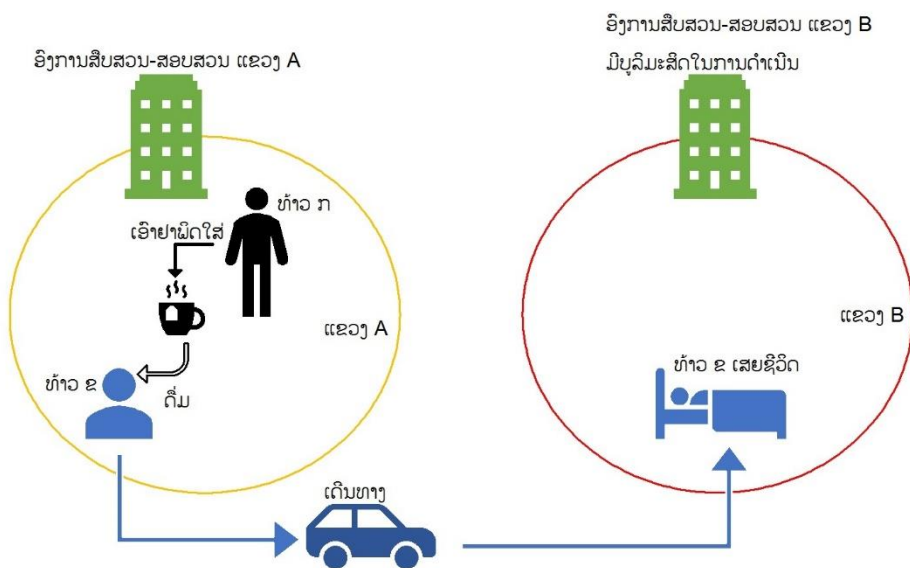 ອົງການສືບສວນ-ສອບສວນ ແຂວງ A
ອົງການສືບສວນ-ສອບສວນ ແຂວງ B
ມີບູລິມະສິດໃນການດຳເນີນ
ທ້າວ ກ
ເອົາຢາພິດໃສ່
ແຂວງ A
ທ້າວ ຂ
ດື່ມ
ແຂວງ B
ທ້າວ ຂ ເສຍຊີວິດ
ເດີນທາງ